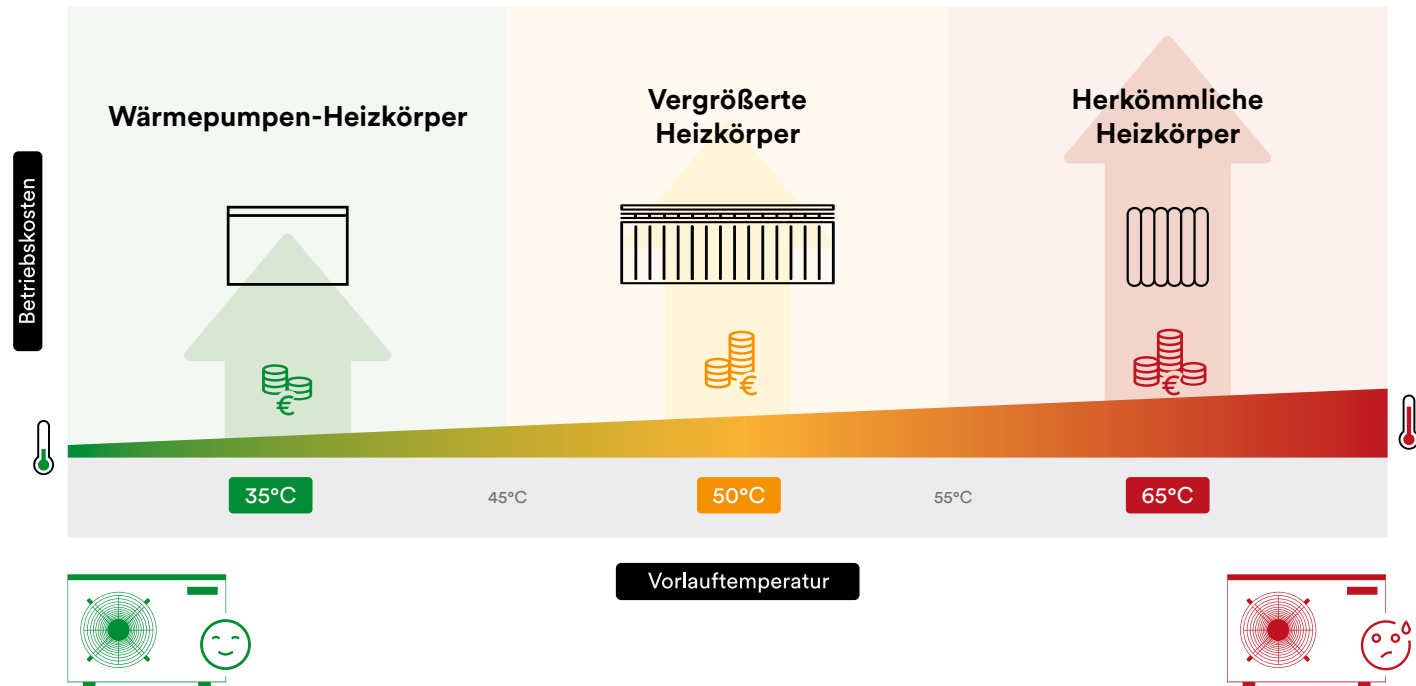 Wärmepumpen-Heizkörper
Vergrößerte
Heizkörper
Herkömmliche
Heizkörper
Betriebskosten
€
€
€
35°C
45°C
50°C
55°C
65°C
Vorlauftemperatur